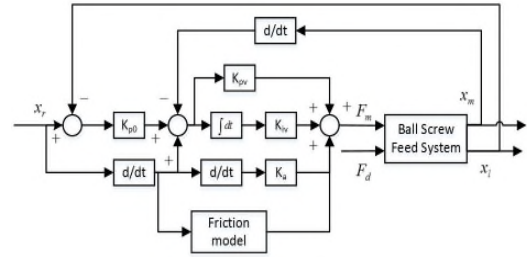 d/dt
K_pv
x_r
K_p0
∫dt
K_iv
F_m
x_m
Ball Screw
Feed System
d/dt
d/dt
K_a
F_d
x_l
Friction
model